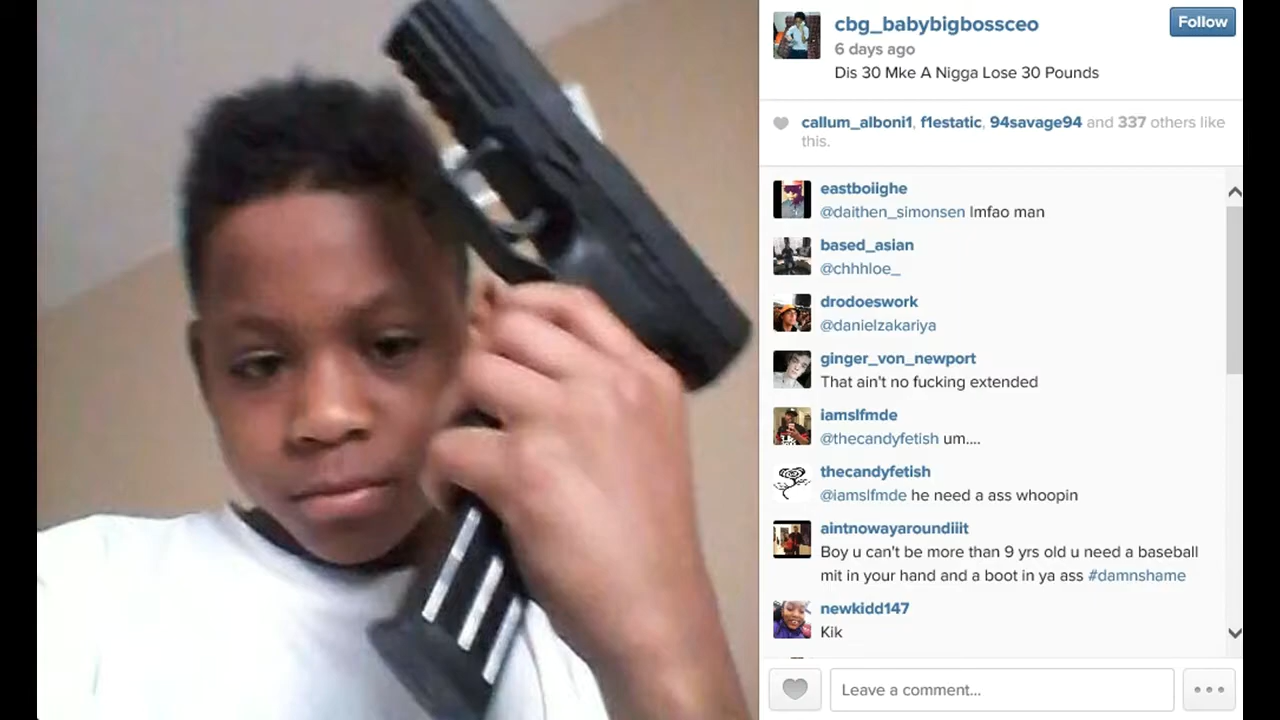 cbg_babybigbossceo
Follow
6 days ago
Dis 30 Mke A Nigga Lose 30 Pounds
callum_alboni1, f1estatic, 94savage94 and 337 others like
this.
eastboiighe
@daithen_simonsen lmfao man
based_asian
@chhhloe_
drodoeswork
@danielzakariya
ginger_von_newport
That ain't no fucking extended
iamslfmde
@thecandyfetish um....
thecandyfetish
@iamslfmde he need a ass whoopin
aintnowayaroundiiit
Boy u can't be more than 9 yrs old u need a baseball
mit in your hand and a boot in ya ass #damnshame
newkidd147
Kik
Leave a comment...